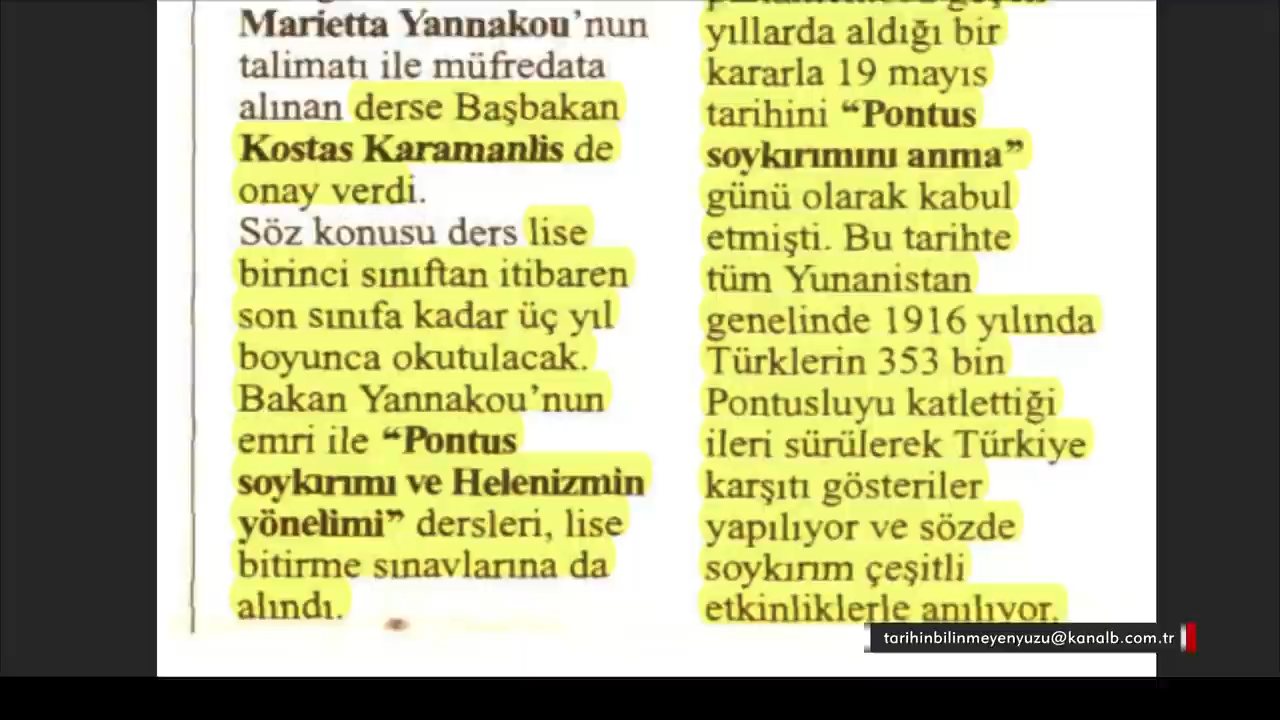 Marietta Yannakou'nun
talimatı ile müfredata
alınan derse Başbakan
Kostas Karamanlis de
onay verdi.
Söz konusu ders lise
birinci sınıftan itibaren
son sınıfa kadar üç yıl
boyunca okutulacak.
Bakan Yannakou'nun
emri ile “Pontus
soykırımı ve Helenizmin
yönelimi” dersleri, lise
bitirme sınavlarına da
alındı.
yıllarda aldığı bir
kararla 19 mayıs
tarihini “Pontus
soykırımını anma”
günü olarak kabul
etmişti. Bu tarihte
tüm Yunanistan
genelinde 1916 yılında
Türklerin 353 bin
Pontusluyu katlettiği
ileri sürülerek Türkiye
karşıtı gösteriler
yapılıyor ve sözde
soykırım çeşitli
etkinliklerle anılıyor.
tarihinbilinmeyenyuzu@kanalb.com.tr